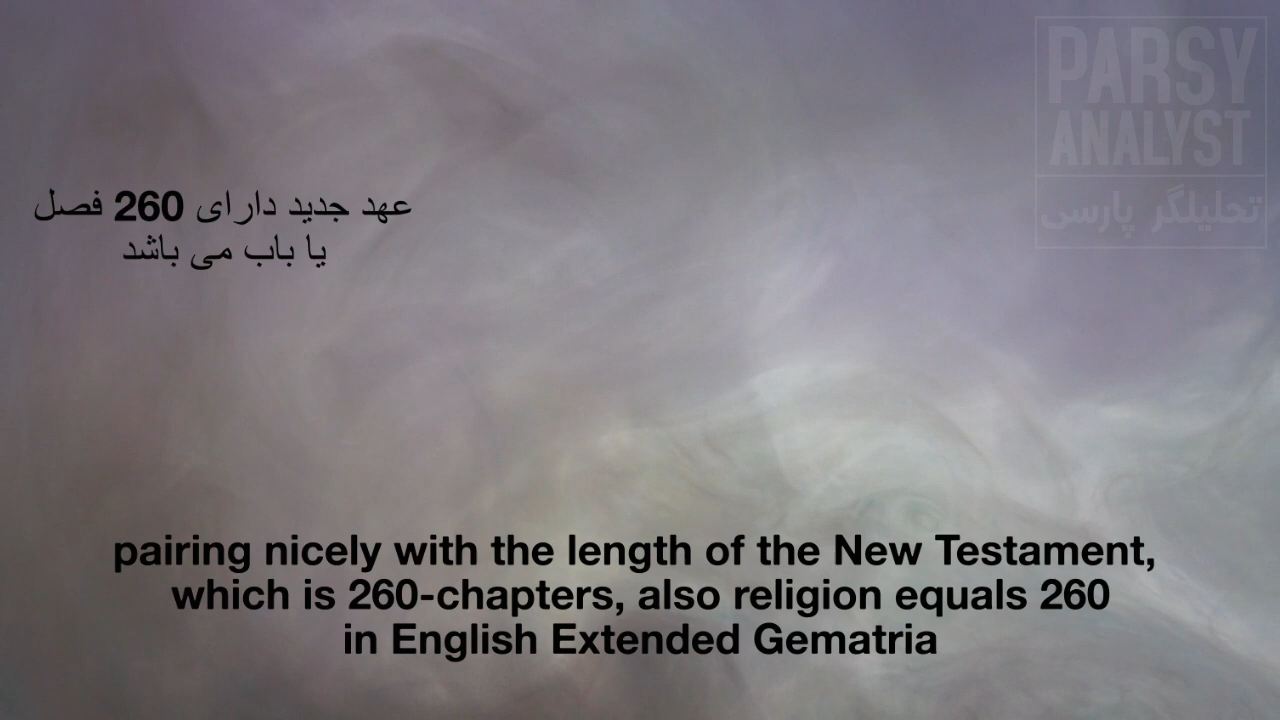 PARSY
ANALYST
تحلیلگر پارسی
عهد جدید دارای 260 فصل
یا باب می باشد
pairing nicely with the length of the New Testament,
which is 260-chapters, also religion equals 260
in English Extended Gematria